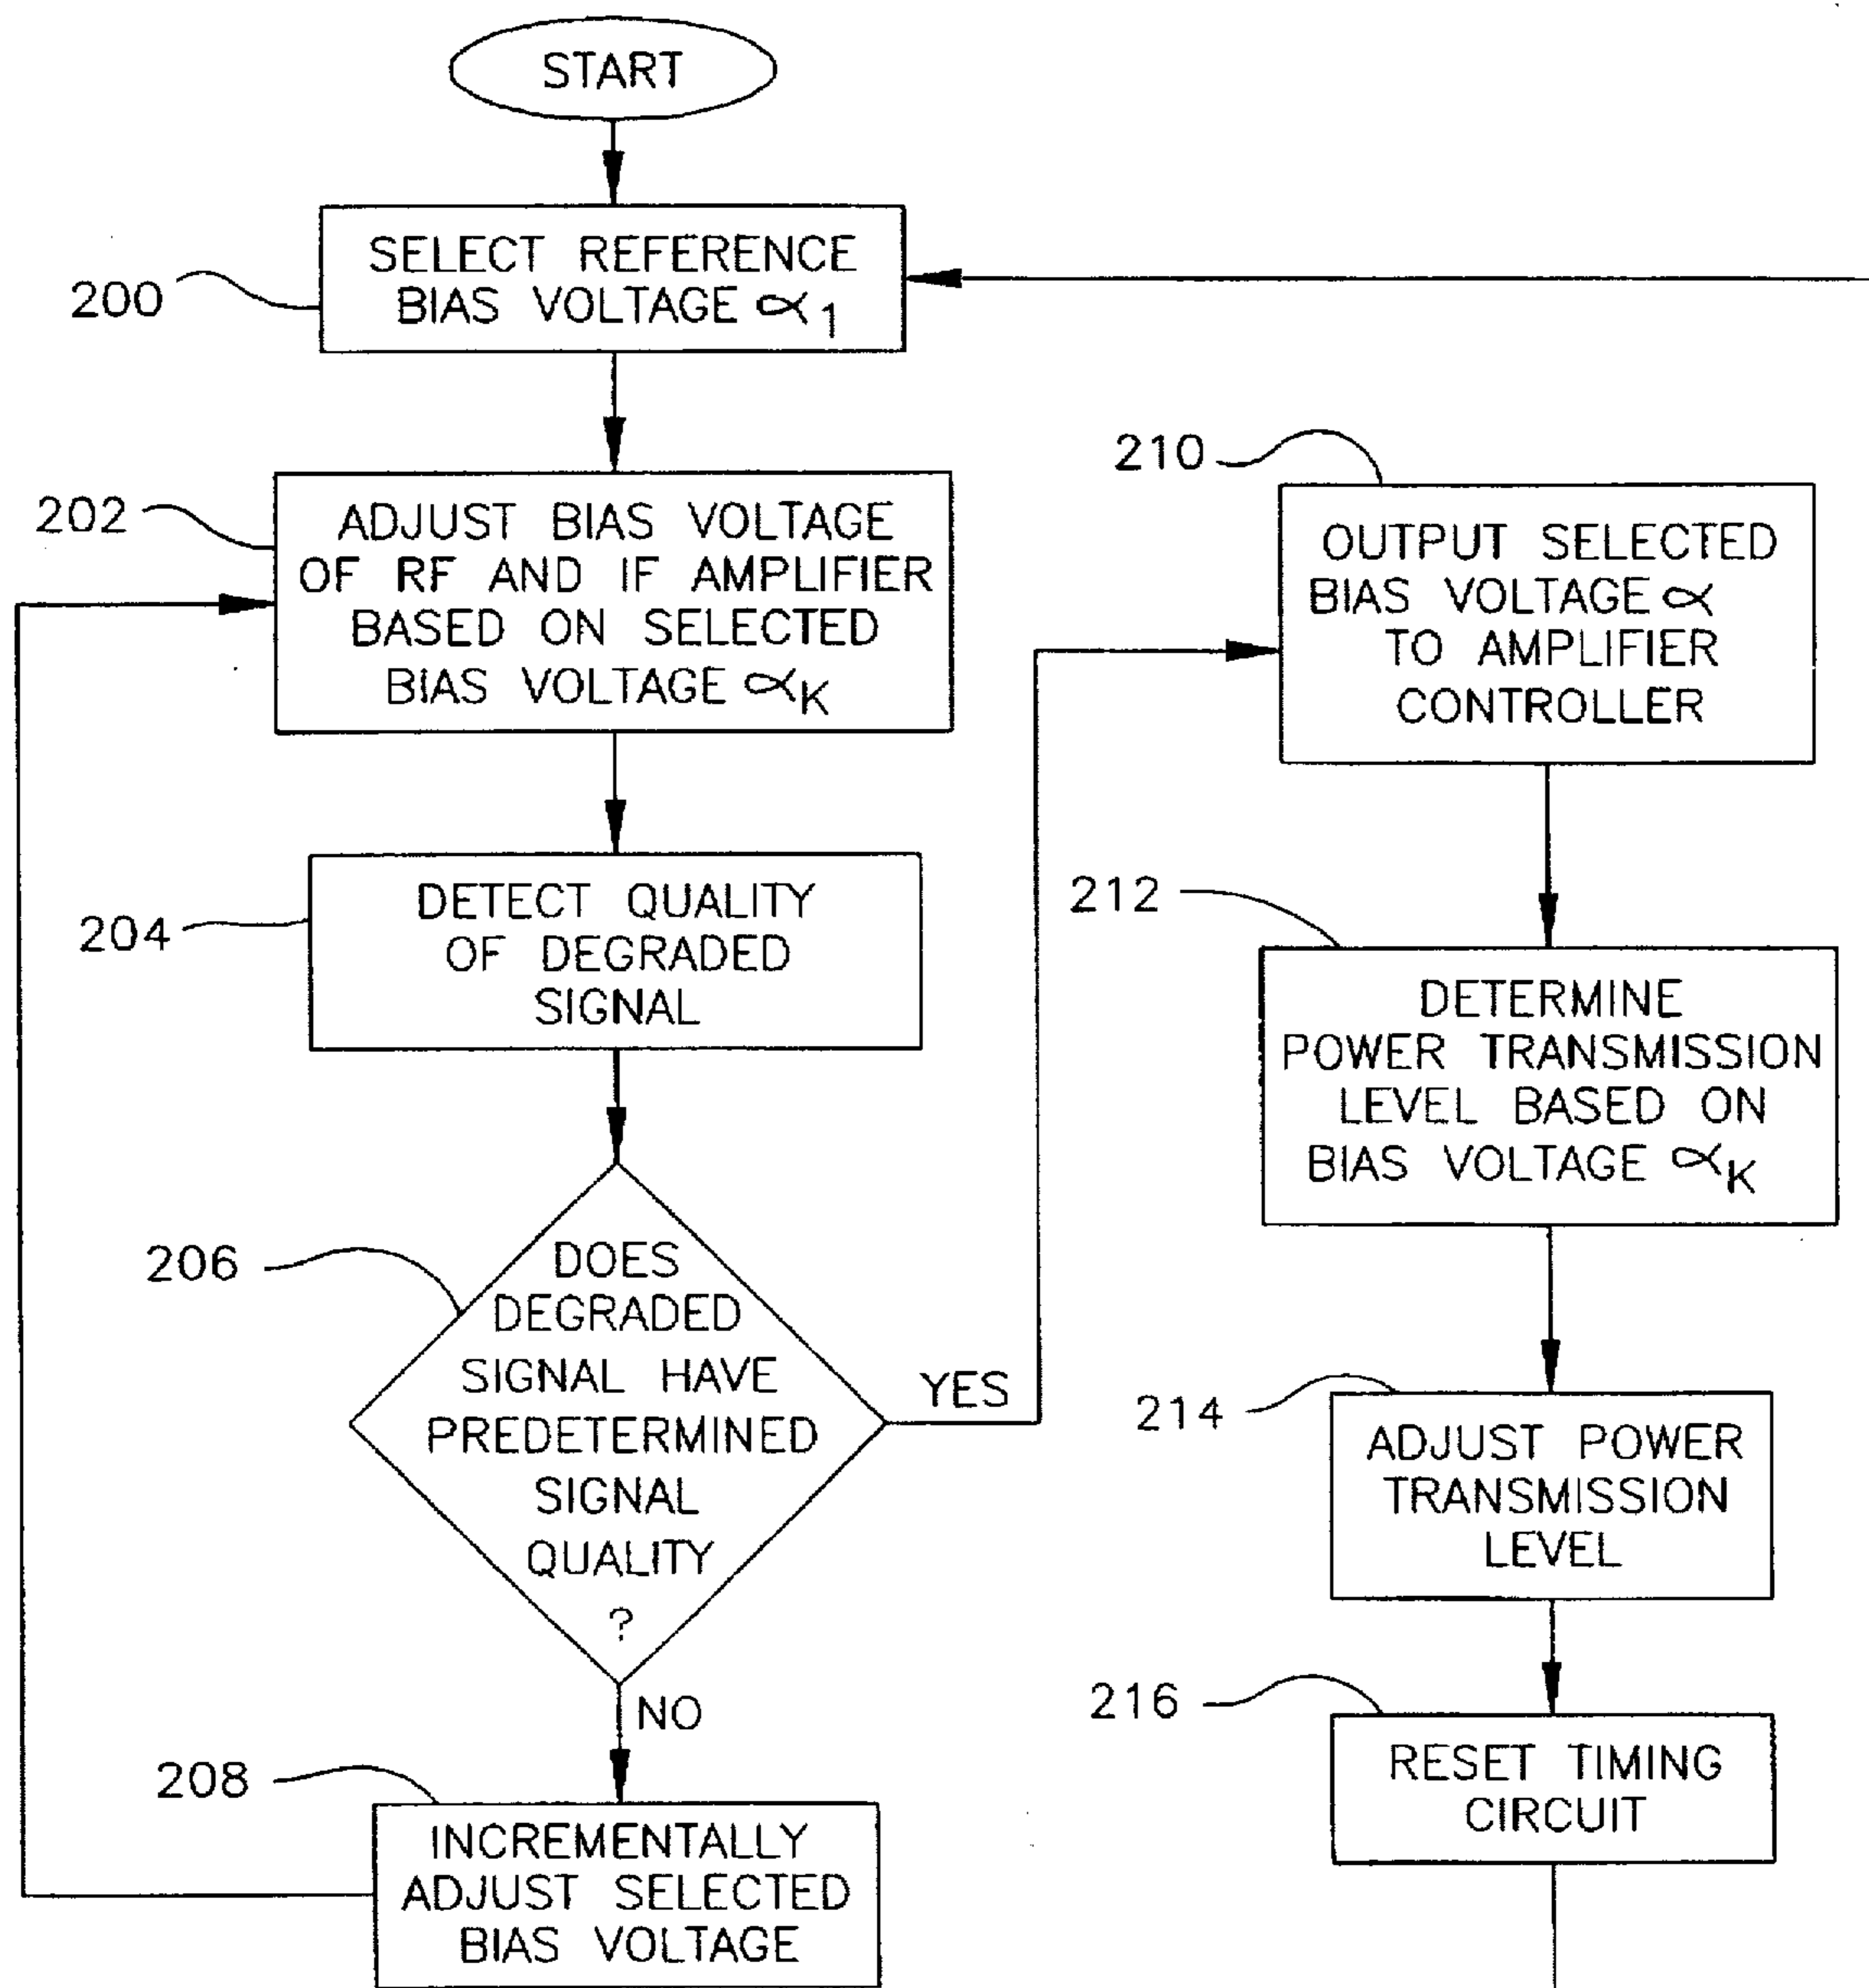 START
200
SELECT REFERENCE
BIAS VOLTAGE ∝1
202
ADJUST BIAS VOLTAGE
OF RF AND IF AMPLIFIER
BASED ON SELECTED
BIAS VOLTAGE ∝K
204
DETECT QUALITY
OF DEGRADED
SIGNAL
206
DOES
DEGRADED
SIGNAL HAVE
PREDETERMINED
SIGNAL
QUALITY
?
YES
NO
208
INCREMENTALLY
ADJUST SELECTED
BIAS VOLTAGE
210
OUTPUT SELECTED
BIAS VOLTAGE ∝
TO AMPLIFIER
CONTROLLER
212
DETERMINE
POWER TRANSMISSION
LEVEL BASED ON
BIAS VOLTAGE ∝K
214
ADJUST POWER
TRANSMISSION
LEVEL
216
RESET TIMING
CIRCUIT